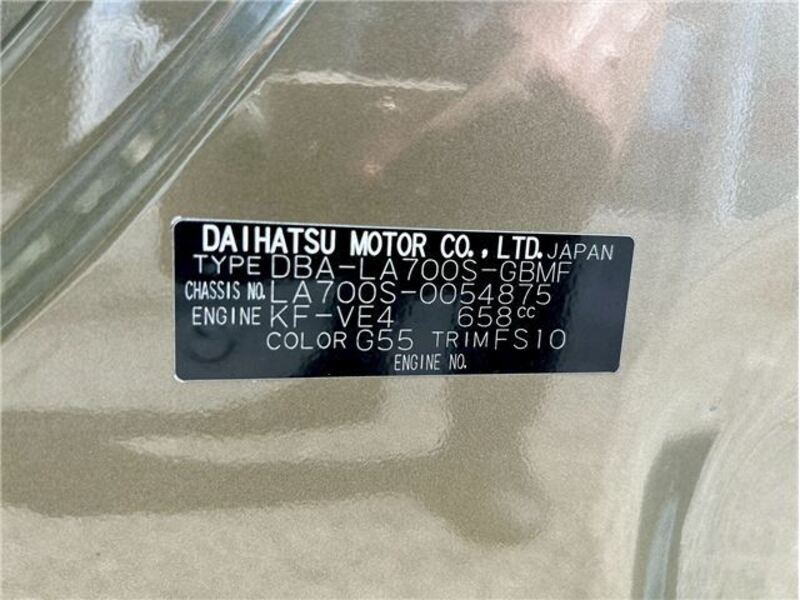 DAIHATSU MOTOR CO., LTD. JAPAN
TYPE DBA-LA700S-GBMF
CHASSIS NO. LA700S-0054875
ENGINE KF-VE4 658cc
COLOR G55 TRIM FS10
ENGINE NO.